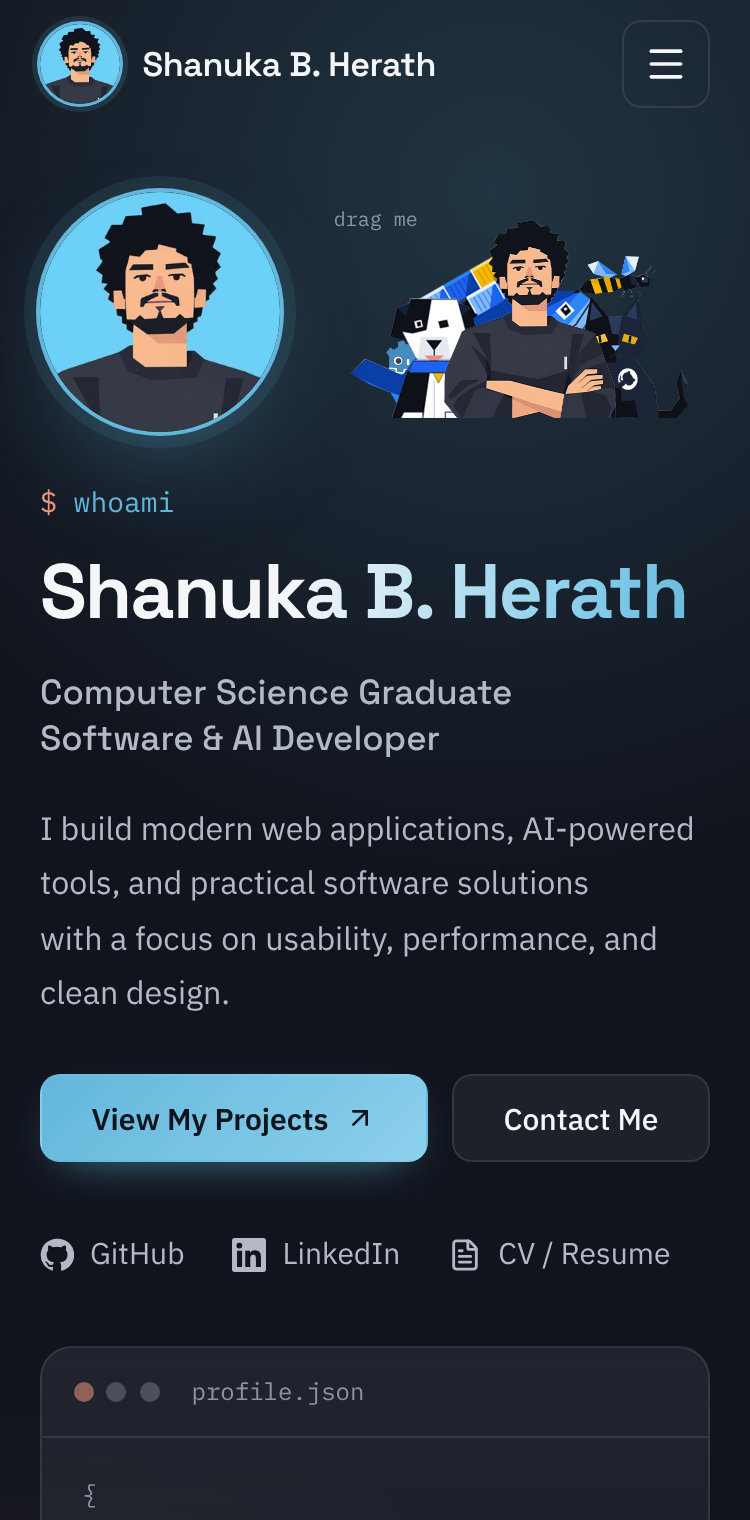 Shanuka B. Herath
drag me
$ whoami
Shanuka B. Herath
Computer Science Graduate
Software & AI Developer
I build modern web applications, AI-powered
tools, and practical software solutions
with a focus on usability, performance, and
clean design.
View My Projects
Contact Me
GitHub LinkedIn CV / Resume
profile.json
{